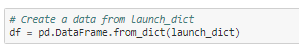 # Create a data from launch_dict
df = pd.DataFrame.from_dict(launch_dict)